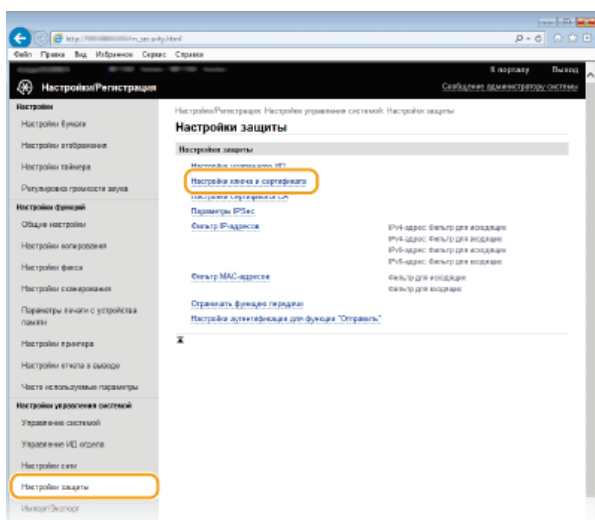 http://
m_security.html
Файл Правка Вид Избранное Сервис Справка
К порталу Выход
Настройки/Регистрация
Сообщение администратору системы
Настройки
Настройки бумаги
Настройки отображения
Настройки таймера
Регулировка громкости звука
Настройки функций
Общие настройки
Настройки копирования
Настройки факса
Настройки сканирования
Параметры печати с устройства
памяти
Настройки принтера
Настройки отчета о выводе
Часто используемые параметры
Настройки управления системой
Управление системой
Управление ИД отдела
Настройки сети
Настройки защиты
Импорт/Экспорт
Настройки/Регистрация: Настройки управления системой: Настройки защиты
Настройки защиты
Настройки защиты
Настройка ключа и сертификата
Настройки сертификата CA
Параметры IPSec
Фильтр IP-адресов
IPv4-адрес: Фильтр для исходящих
IPv4-адрес: Фильтр для входящих
IPv6-адрес: Фильтр для исходящих
IPv6-адрес: Фильтр для входящих
Фильтр MAC-адресов
Фильтр для исходящих
Фильтр для входящих
Ограничить функцию передачи
Настройки аутентификации для функции "Отправить"